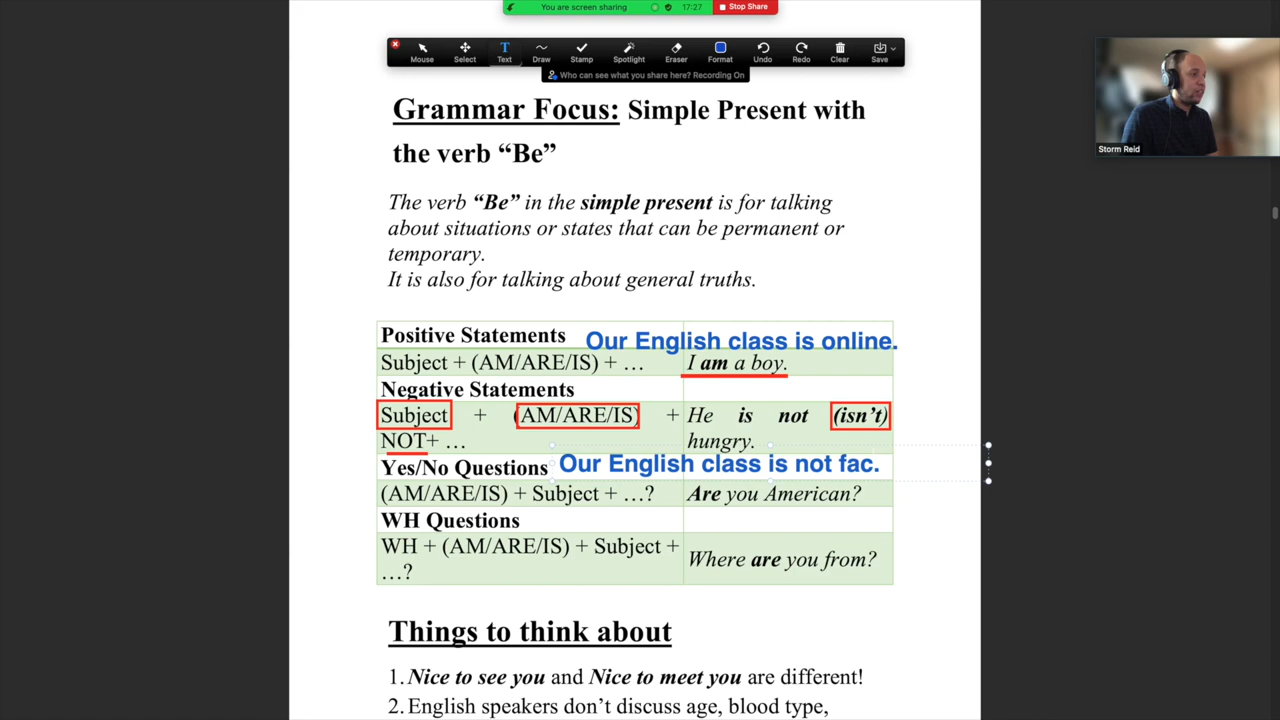 You are screen sharing 17:27 Stop Share
Mouse Select Text Draw Stamp Spotlight Eraser Format Undo Redo Clear Save
Who can see what you share here? Recording On
Storm Reid
Grammar Focus: Simple Present with
the verb “Be”
The verb “Be” in the simple present is for talking
about situations or states that can be permanent or
temporary.
It is also for talking about general truths.
Positive Statements
Our English class is online.
Subject + (AM/ARE/IS) + …
I am a boy.
Negative Statements
Subject + (AM/ARE/IS) +
NOT+ …
He is not (isn’t)
hungry.
Yes/No Questions
Our English class is not fac.
(AM/ARE/IS) + Subject + …?
Are you American?
WH Questions
WH + (AM/ARE/IS) + Subject +
…?
Where are you from?
Things to think about
1. Nice to see you and Nice to meet you are different!
2. English speakers don’t discuss age, blood type,